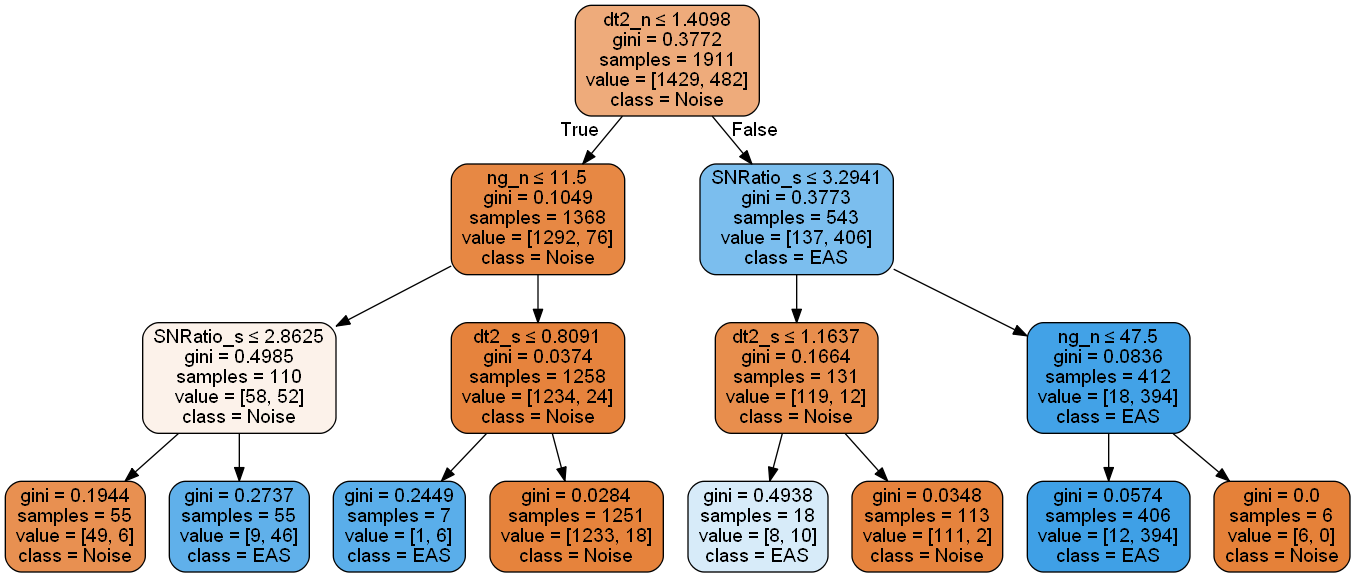 dt2_n ≤ 1.4098
gini = 0.3772
samples = 1911
value = [1429, 482]
class = Noise
True
False
ng_n ≤ 11.5
gini = 0.1049
samples = 1368
value = [1292, 76]
class = Noise
SNRatio_s ≤ 3.2941
gini = 0.3773
samples = 543
value = [137, 406]
class = EAS
SNRatio_s ≤ 2.8625
gini = 0.4985
samples = 110
value = [58, 52]
class = Noise
dt2_s ≤ 0.8091
gini = 0.0374
samples = 1258
value = [1234, 24]
class = Noise
dt2_s ≤ 1.1637
gini = 0.1664
samples = 131
value = [119, 12]
class = Noise
ng_n ≤ 47.5
gini = 0.0836
samples = 412
value = [18, 394]
class = EAS
gini = 0.1944
samples = 55
value = [49, 6]
class = Noise
gini = 0.2737
samples = 55
value = [9, 46]
class = EAS
gini = 0.2449
samples = 7
value = [1, 6]
class = EAS
gini = 0.0284
samples = 1251
value = [1233, 18]
class = Noise
gini = 0.4938
samples = 18
value = [8, 10]
class = EAS
gini = 0.0348
samples = 113
value = [111, 2]
class = Noise
gini = 0.0574
samples = 406
value = [12, 394]
class = EAS
gini = 0.0
samples = 6
value = [6, 0]
class = Noise